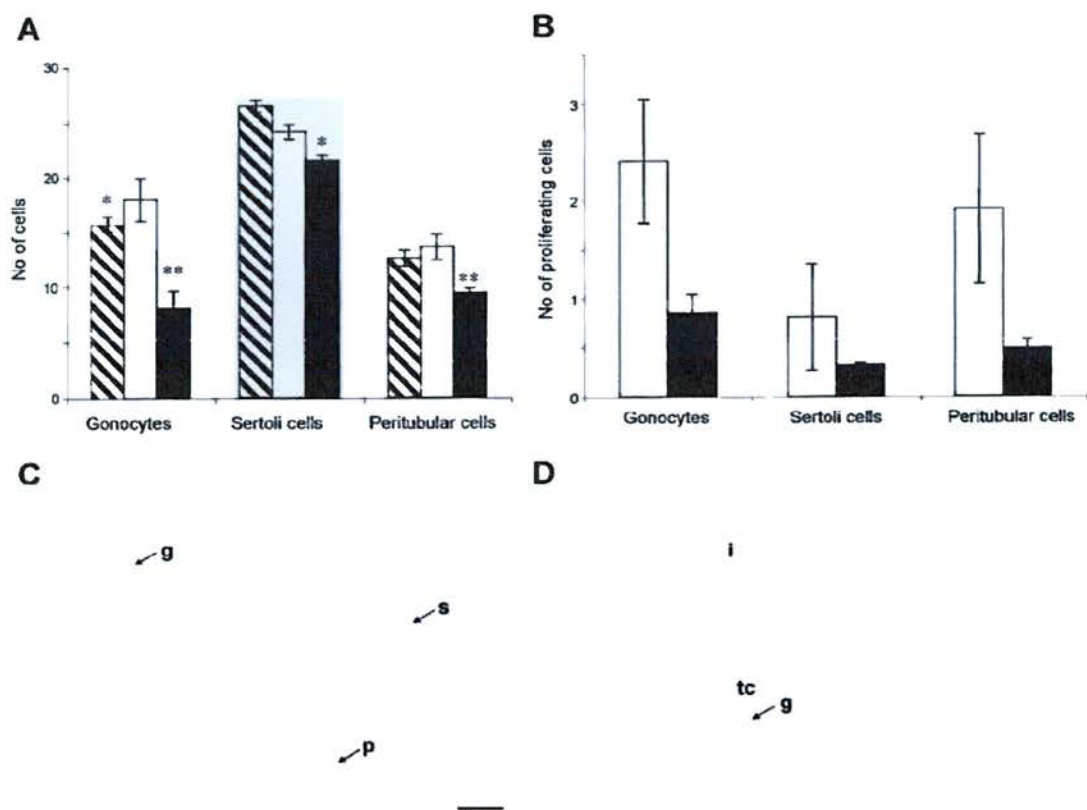 A
B
30
20
10
0
No of cells
*
**
*
**
Gonocytes
Sertoli cells
Peritubular cells
3
2
1
0
No of proliferating cells
Gonocytes
Sertoli cells
Peritubular cells
C
D
g
s
p
i
tc
g